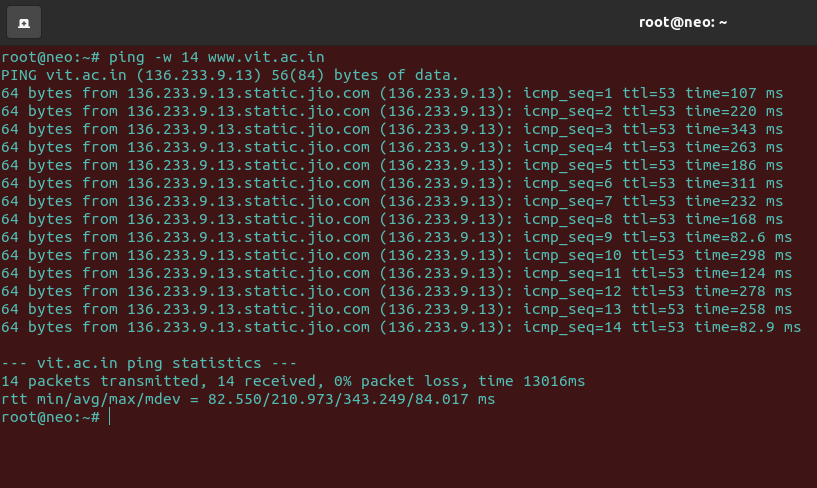 root@neo: ~
root@neo:~# ping -w 14 www.vit.ac.in
PING vit.ac.in (136.233.9.13) 56(84) bytes of data.
64 bytes from 136.233.9.13.static.jio.com (136.233.9.13): icmp_seq=1 ttl=53 time=107 ms
64 bytes from 136.233.9.13.static.jio.com (136.233.9.13): icmp_seq=2 ttl=53 time=220 ms
64 bytes from 136.233.9.13.static.jio.com (136.233.9.13): icmp_seq=3 ttl=53 time=343 ms
64 bytes from 136.233.9.13.static.jio.com (136.233.9.13): icmp_seq=4 ttl=53 time=263 ms
64 bytes from 136.233.9.13.static.jio.com (136.233.9.13): icmp_seq=5 ttl=53 time=186 ms
64 bytes from 136.233.9.13.static.jio.com (136.233.9.13): icmp_seq=6 ttl=53 time=311 ms
64 bytes from 136.233.9.13.static.jio.com (136.233.9.13): icmp_seq=7 ttl=53 time=232 ms
64 bytes from 136.233.9.13.static.jio.com (136.233.9.13): icmp_seq=8 ttl=53 time=168 ms
64 bytes from 136.233.9.13.static.jio.com (136.233.9.13): icmp_seq=9 ttl=53 time=82.6 ms
64 bytes from 136.233.9.13.static.jio.com (136.233.9.13): icmp_seq=10 ttl=53 time=298 ms
64 bytes from 136.233.9.13.static.jio.com (136.233.9.13): icmp_seq=11 ttl=53 time=124 ms
64 bytes from 136.233.9.13.static.jio.com (136.233.9.13): icmp_seq=12 ttl=53 time=278 ms
64 bytes from 136.233.9.13.static.jio.com (136.233.9.13): icmp_seq=13 ttl=53 time=258 ms
64 bytes from 136.233.9.13.static.jio.com (136.233.9.13): icmp_seq=14 ttl=53 time=82.9 ms
--- vit.ac.in ping statistics ---
14 packets transmitted, 14 received, 0% packet loss, time 13016ms
rtt min/avg/max/mdev = 82.550/210.973/343.249/84.017 ms
root@neo:~#